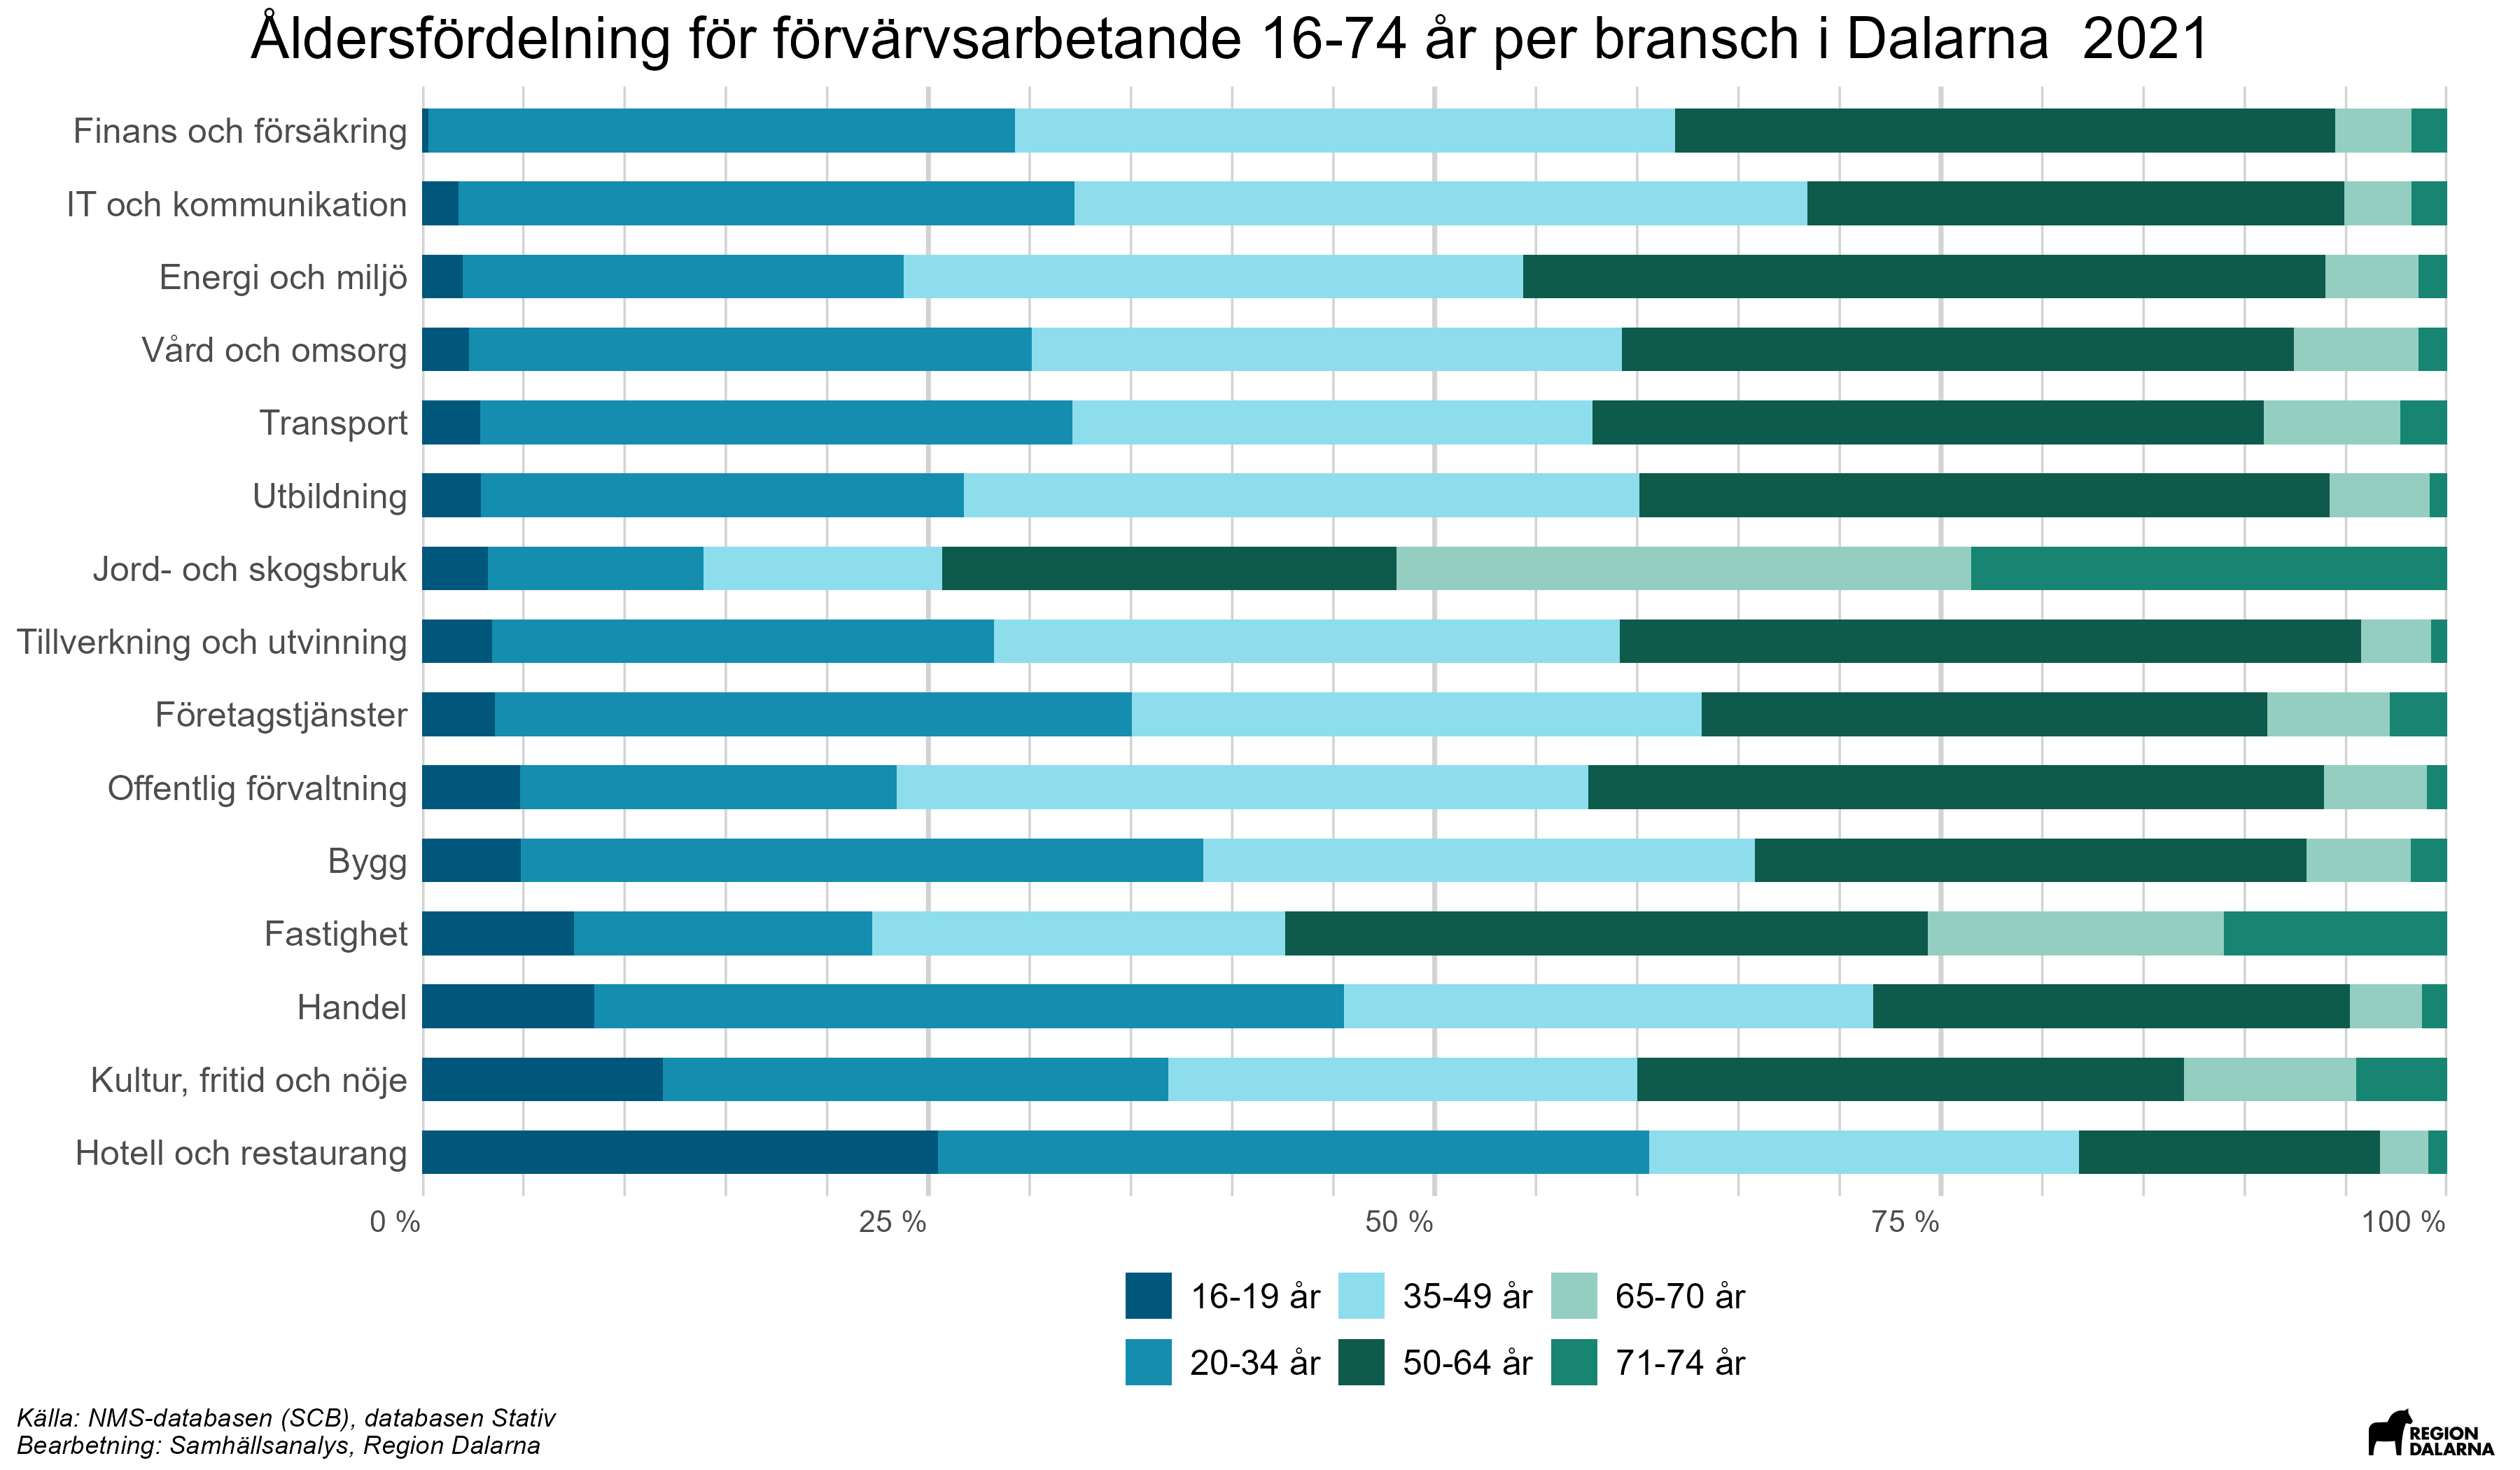 Åldersfördelning för förvärvsarbetande 16-74 år per bransch i Dalarna  2021
Finans och försäkring
IT och kommunikation
Energi och miljö
Vård och omsorg
Transport
Utbildning
Jord- och skogsbruk
Tillverkning och utvinning
Företagstjänster
Offentlig förvaltning
Bygg
Fastighet
Handel
Kultur, fritid och nöje
Hotell och restaurang
0 % 25 % 50 % 75 % 100 %
16-19 år 35-49 år 65-70 år
20-34 år 50-64 år 71-74 år
Källa: NMS-databasen (SCB), databasen Stativ
Bearbetning: Samhällsanalys, Region Dalarna
REGION
DALARNA